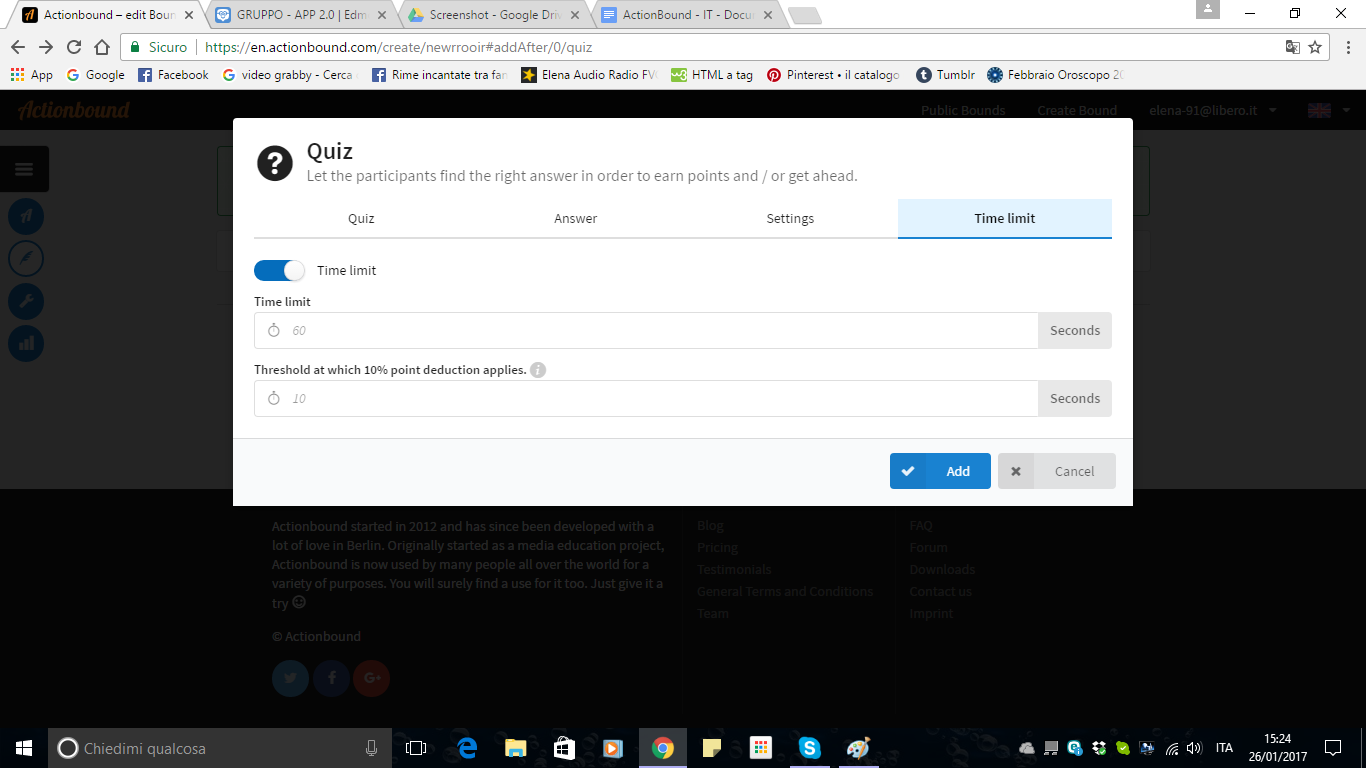 Actionbound – edit Boun
GRUPPO - APP 2.0 | Edm
Screenshot - Google Driv
ActionBound - IT - Docu
Sicuro
https://en.actionbound.com/create/newrrooir#addAfter/0/quiz
App
Google
Facebook
video grabby - Cerca
Rime incantate tra fan
Elena Audio Radio FVG
HTML a tag
Pinterest • il catalogo
Tumblr
Febbraio Oroscopo 20
Actionbound
Public Bounds
Create Bound
elena-91@libero.it
Quiz
Let the participants find the right answer in order to earn points and / or get ahead.
Quiz
Answer
Settings
Time limit
Time limit
Time limit
60
Seconds
Threshold at which 10% point deduction applies.
10
Seconds
Add
Cancel
Actionbound started in 2012 and has since been developed with a
lot of love in Berlin. Originally started as a media education project,
Actionbound is now used by many people all over the world for a
variety of purposes. You will surely find a use for it too. Just give it a
try
© Actionbound
Blog
Pricing
Testimonials
General Terms and Conditions
Team
FAQ
Forum
Downloads
Contact us
Imprint
Chiedimi qualcosa
ITA
15:24
26/01/2017